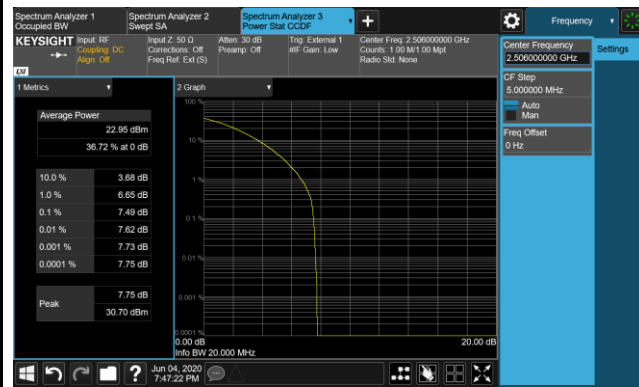 Spectrum Analyzer 1
Occupied BW
Spectrum Analyzer 2
Swept SA
Spectrum Analyzer 3
Power Stat CCDF
Frequency
KEYSIGHT
Input: RF
Coupling: DC
Align: Off
Input Z: 50 Ω
Corrections: Off
Freq Ref: Ext (S)
Atten: 30 dB
Preamp: Off
Trig: External 1
#IF Gain: Low
Center Freq: 2.506000000 GHz
Counts: 1.00 M/1.00 Mpt
Radio Std: None
LXI
Center Frequency
2.506000000 GHz
Settings
CF Step
5.000000 MHz
Auto
Man
Freq Offset
0 Hz
1 Metrics
Average Power
22.95 dBm
36.72 % at 0 dB
10.0 % 3.68 dB
1.0 % 6.65 dB
0.1 % 7.49 dB
0.01 % 7.62 dB
0.001 % 7.73 dB
0.0001 % 7.75 dB
Peak
7.75 dB
30.70 dBm
2 Graph
100 %
10 %
1 %
0.1 %
0.01 %
0.001 %
0.0001 %
0.00 dB
20.00 dB
Info BW 20.000 MHz
?
Jun 04, 2020
7:47:22 PM